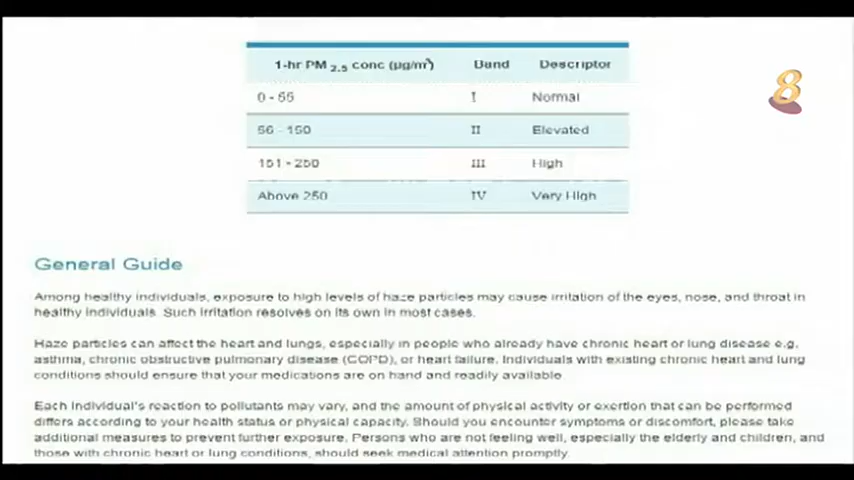 1-hr PM 2.5 conc (µg/m³) Band Descriptor
0 - 55 I Normal
56 - 150 II Elevated
151 - 250 III High
Above 250 IV Very High
8
General Guide
Among healthy individuals, exposure to high levels of haze particles may cause irritation of the eyes, nose, and throat in
healthy individuals. Such irritation resolves on its own in most cases.
Haze particles can affect the heart and lungs, especially in people who already have chronic heart or lung disease e.g.
asthma, chronic obstructive pulmonary disease (COPD), or heart failure. Individuals with existing chronic heart and lung
conditions should ensure that your medications are on hand and readily available
Each individual's reaction to pollutants may vary, and the amount of physical activity or exertion that can be performed
differs according to your health status or physical capacity. Should you encounter symptoms or discomfort, please take
additional measures to prevent further exposure. Persons who are not feeling well, especially the elderly and children, and
those with chronic heart or lung conditions, should seek medical attention promptly.